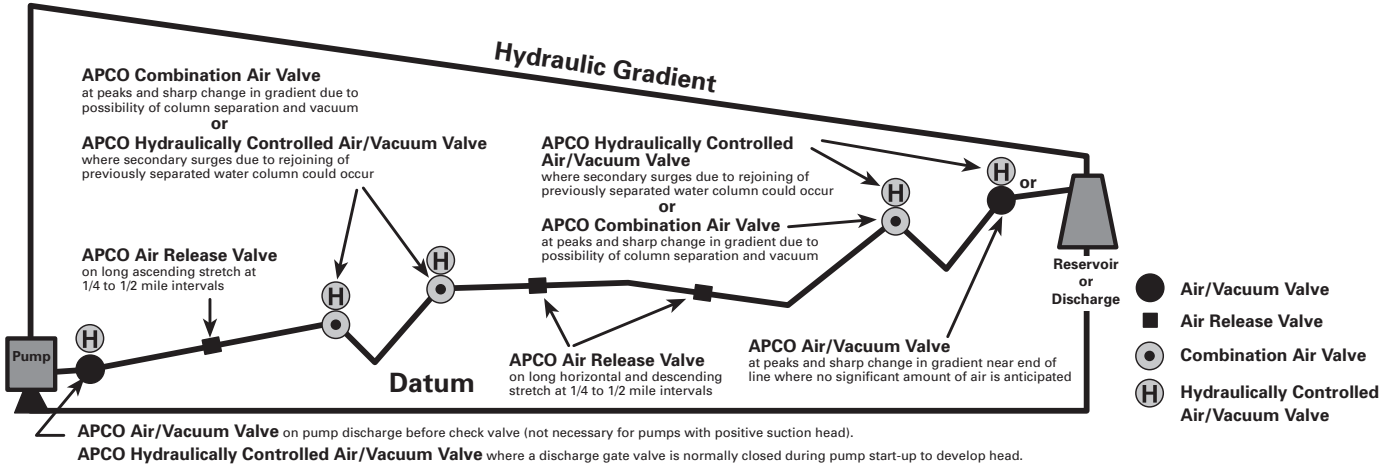 Hydraulic Gradient
APCO Combination Air Valve
at peaks and sharp change in gradient due to
possibility of column separation and vacuum
or
APCO Hydraulically Controlled Air/Vacuum Valve
where secondary surges due to rejoining of
previously separated water column could occur
APCO Hydraulically Controlled
Air/Vacuum Valve
where secondary surges due to rejoining of
previously separated water column could occur
or
APCO Combination Air Valve
at peaks and sharp change in gradient due to
possibility of column separation and vacuum
H
or
H
APCO Air Release Valve
on long ascending stretch at
1/4 to 1/2 mile intervals
H
H
H
Pump
Reservoir
or
Discharge
APCO Air Release Valve
on long horizontal and descending
stretch at 1/4 to 1/2 mile intervals
APCO Air/Vacuum Valve
at peaks and sharp change in gradient near end of
line where no significant amount of air is anticipated
Datum
Air/Vacuum Valve
Air Release Valve
Combination Air Valve
H
Hydraulically Controlled
Air/Vacuum Valve
APCO Air/Vacuum Valve on pump discharge before check valve (not necessary for pumps with positive suction head).
APCO Hydraulically Controlled Air/Vacuum Valve where a discharge gate valve is normally closed during pump start-up to develop head.